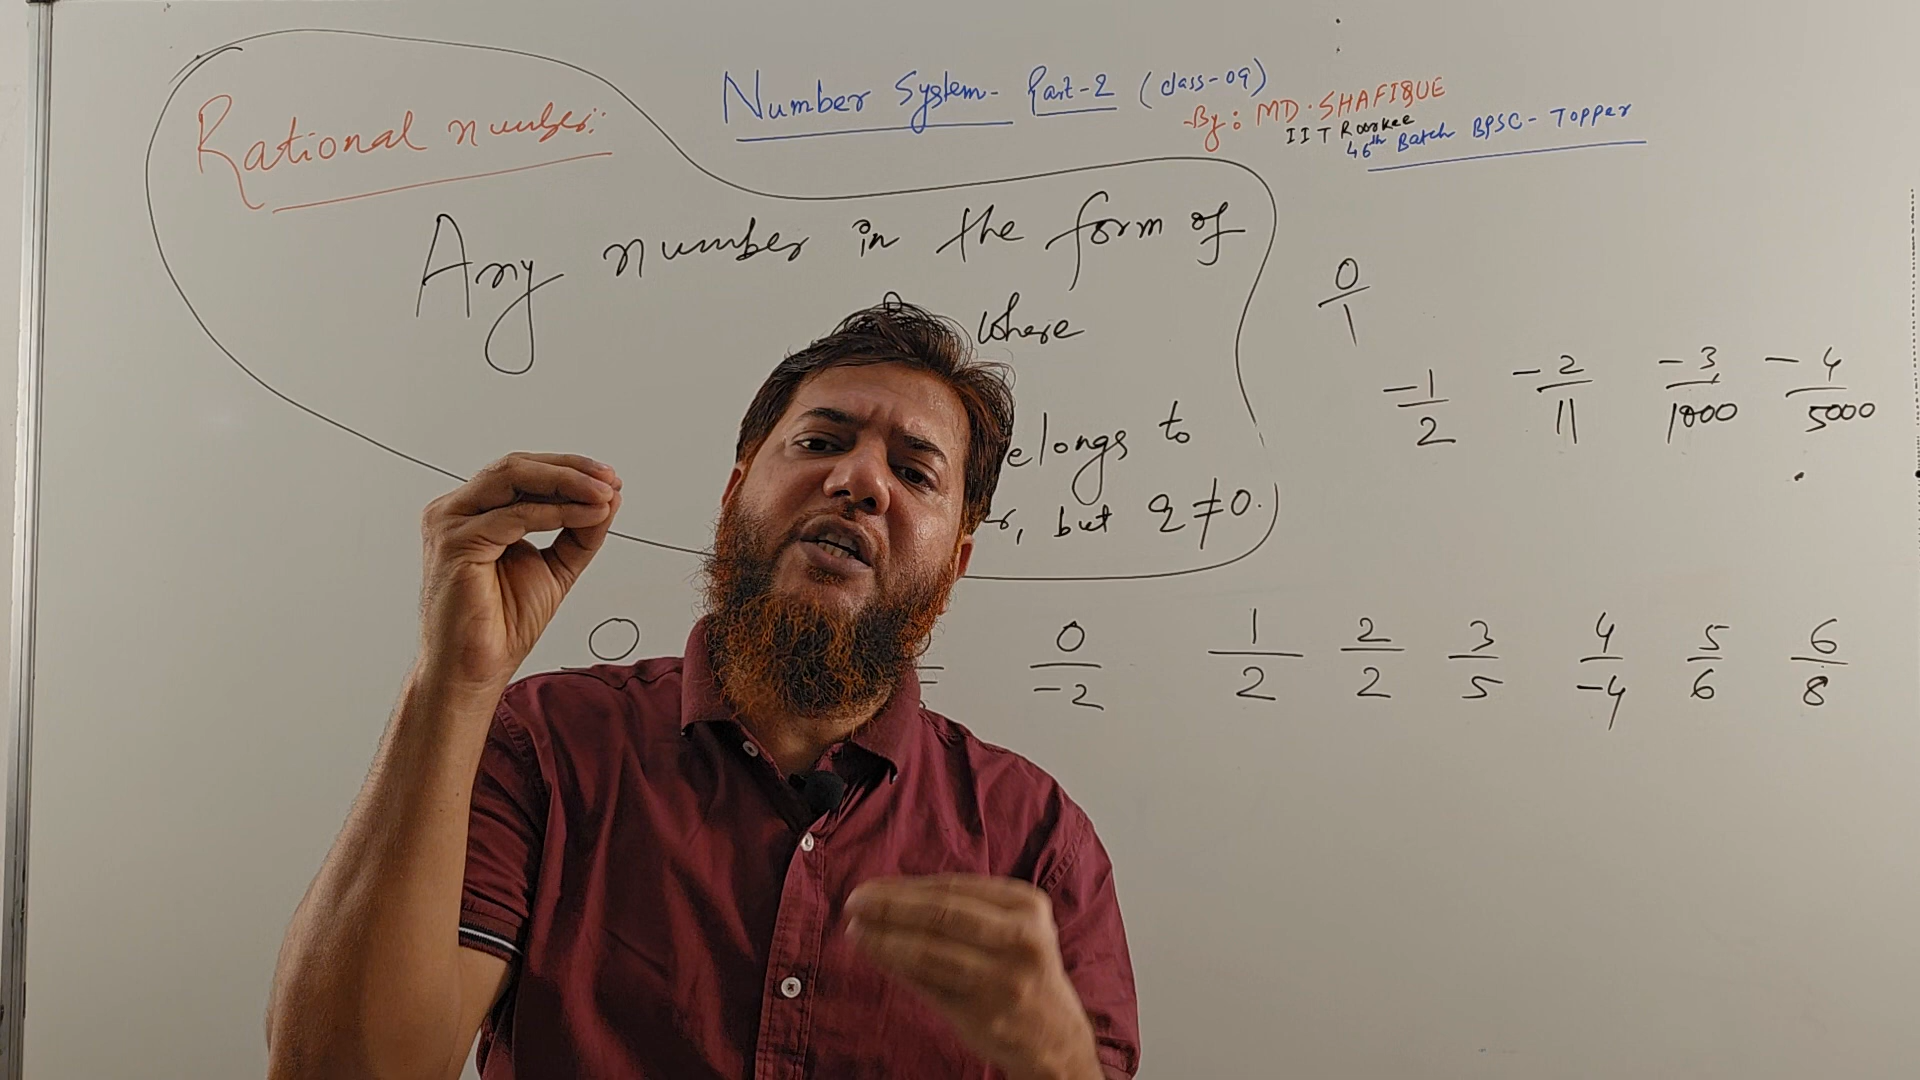 Number System- Part-2 (class-09)
By: MD. SHAFIQUE
IIT Roorkee
46th Batch BPSC - Topper
Rational number:
Any number in the form of
where
elongs to
r, but q ≠ 0.
0/1
-1/2 -2/11 -3/1000 -4/5000
0 0/-2 1/2 2/2 3/5 4/-4 5/6 6/8